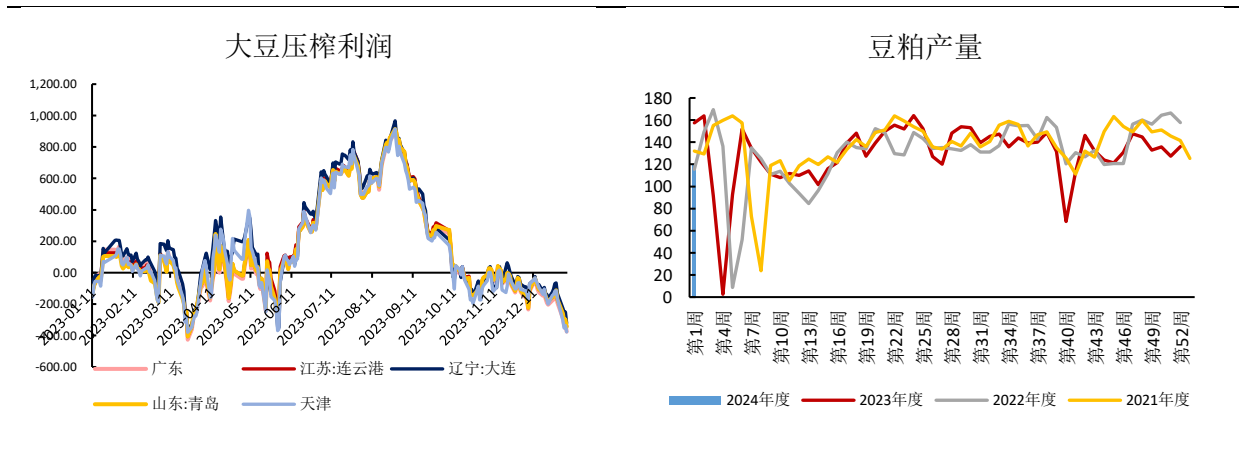 大豆压榨利润
1,200.00
1,000.00
800.00
600.00
400.00
200.00
0.00
-200.00
-400.00
-600.00
2023-01-11
2023-02-11
2023-03-11
2023-04-11
2023-05-11
2023-06-11
2023-07-11
2023-08-11
2023-09-11
2023-10-11
2023-11-11
2023-12-11
广东
江苏:连云港
辽宁:大连
山东:青岛
天津
豆粕产量
180
160
140
120
100
80
60
40
20
0
第1周
第4周
第7周
第10周
第13周
第16周
第19周
第22周
第25周
第28周
第31周
第34周
第37周
第40周
第43周
第46周
第49周
第52周
2024年度
2023年度
2022年度
2021年度